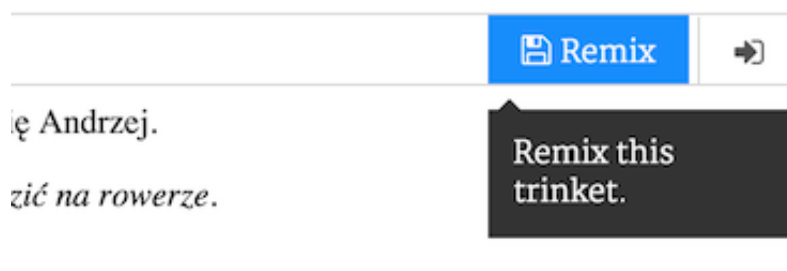 Remix
ę Andrzej.
Remix this
trinket.
zić na rowerze.